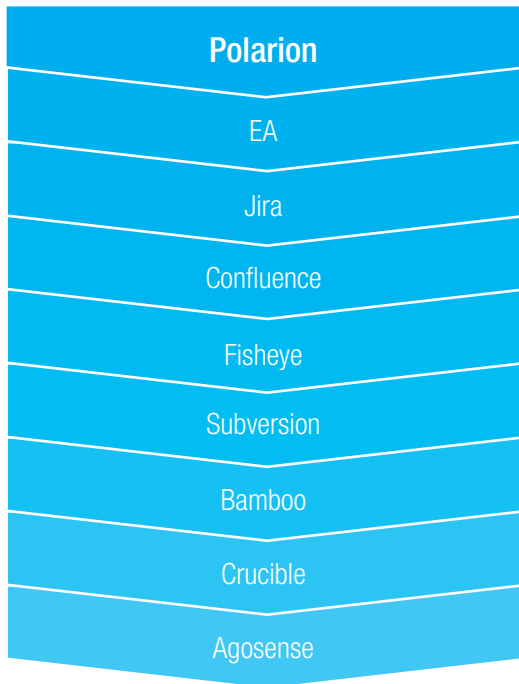 Polarion
EA
Jira
Confluence
Fisheye
Subversion
Bamboo
Crucible
Agosense